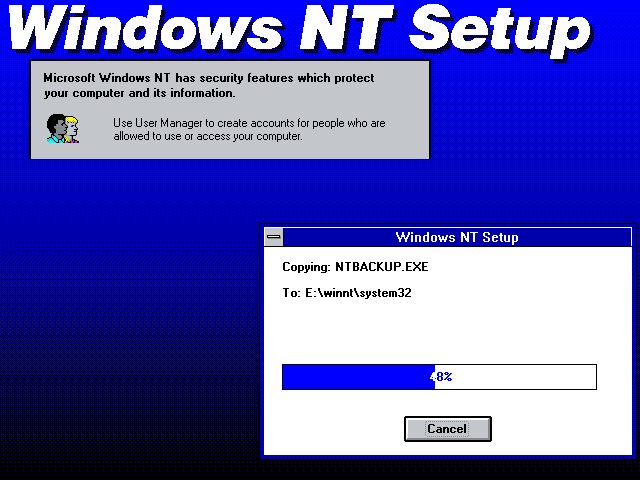 Windows NT Setup
Microsoft Windows NT has security features which protect
your computer and its information.
Use User Manager to create accounts for people who are
allowed to use or access your computer.
Windows NT Setup
Copying: NTBACKUP.EXE
To: E:\winnt\system32
48%
Cancel